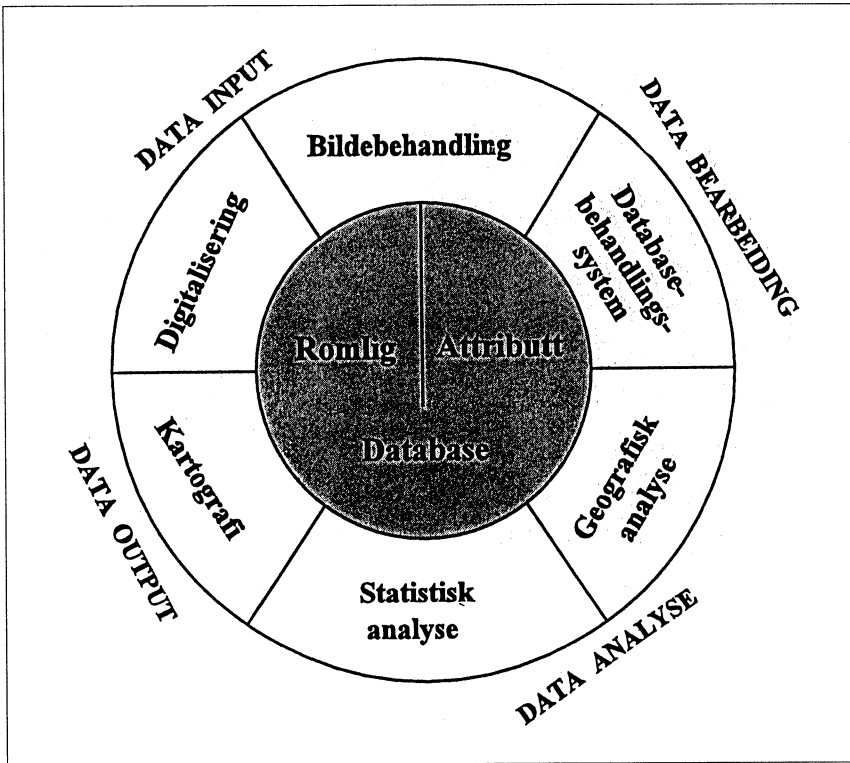 DATA INPUT
DATA BEARBEIDING
Bildebehandling
Digitalisering
Database-
behandlings-
system
Romlig
Attributt
Database
Kartografi
Geografisk
analyse
Statistisk
analyse
DATA OUTPUT
DATA ANALYSE